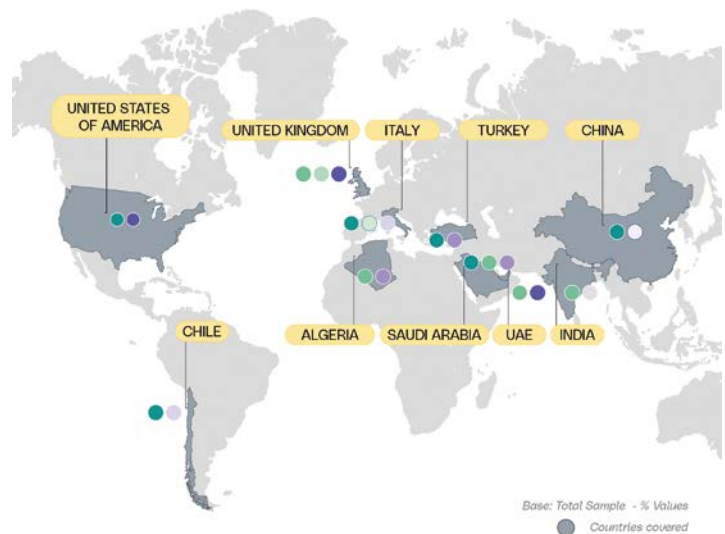 UNITED STATES
OF AMERICA
UNITED KINGDOM
ITALY
TURKEY
CHINA
ALGERIA
SAUDI ARABIA
UAE
INDIA
CHILE
Base: Total Sample - % Values
Countries covered